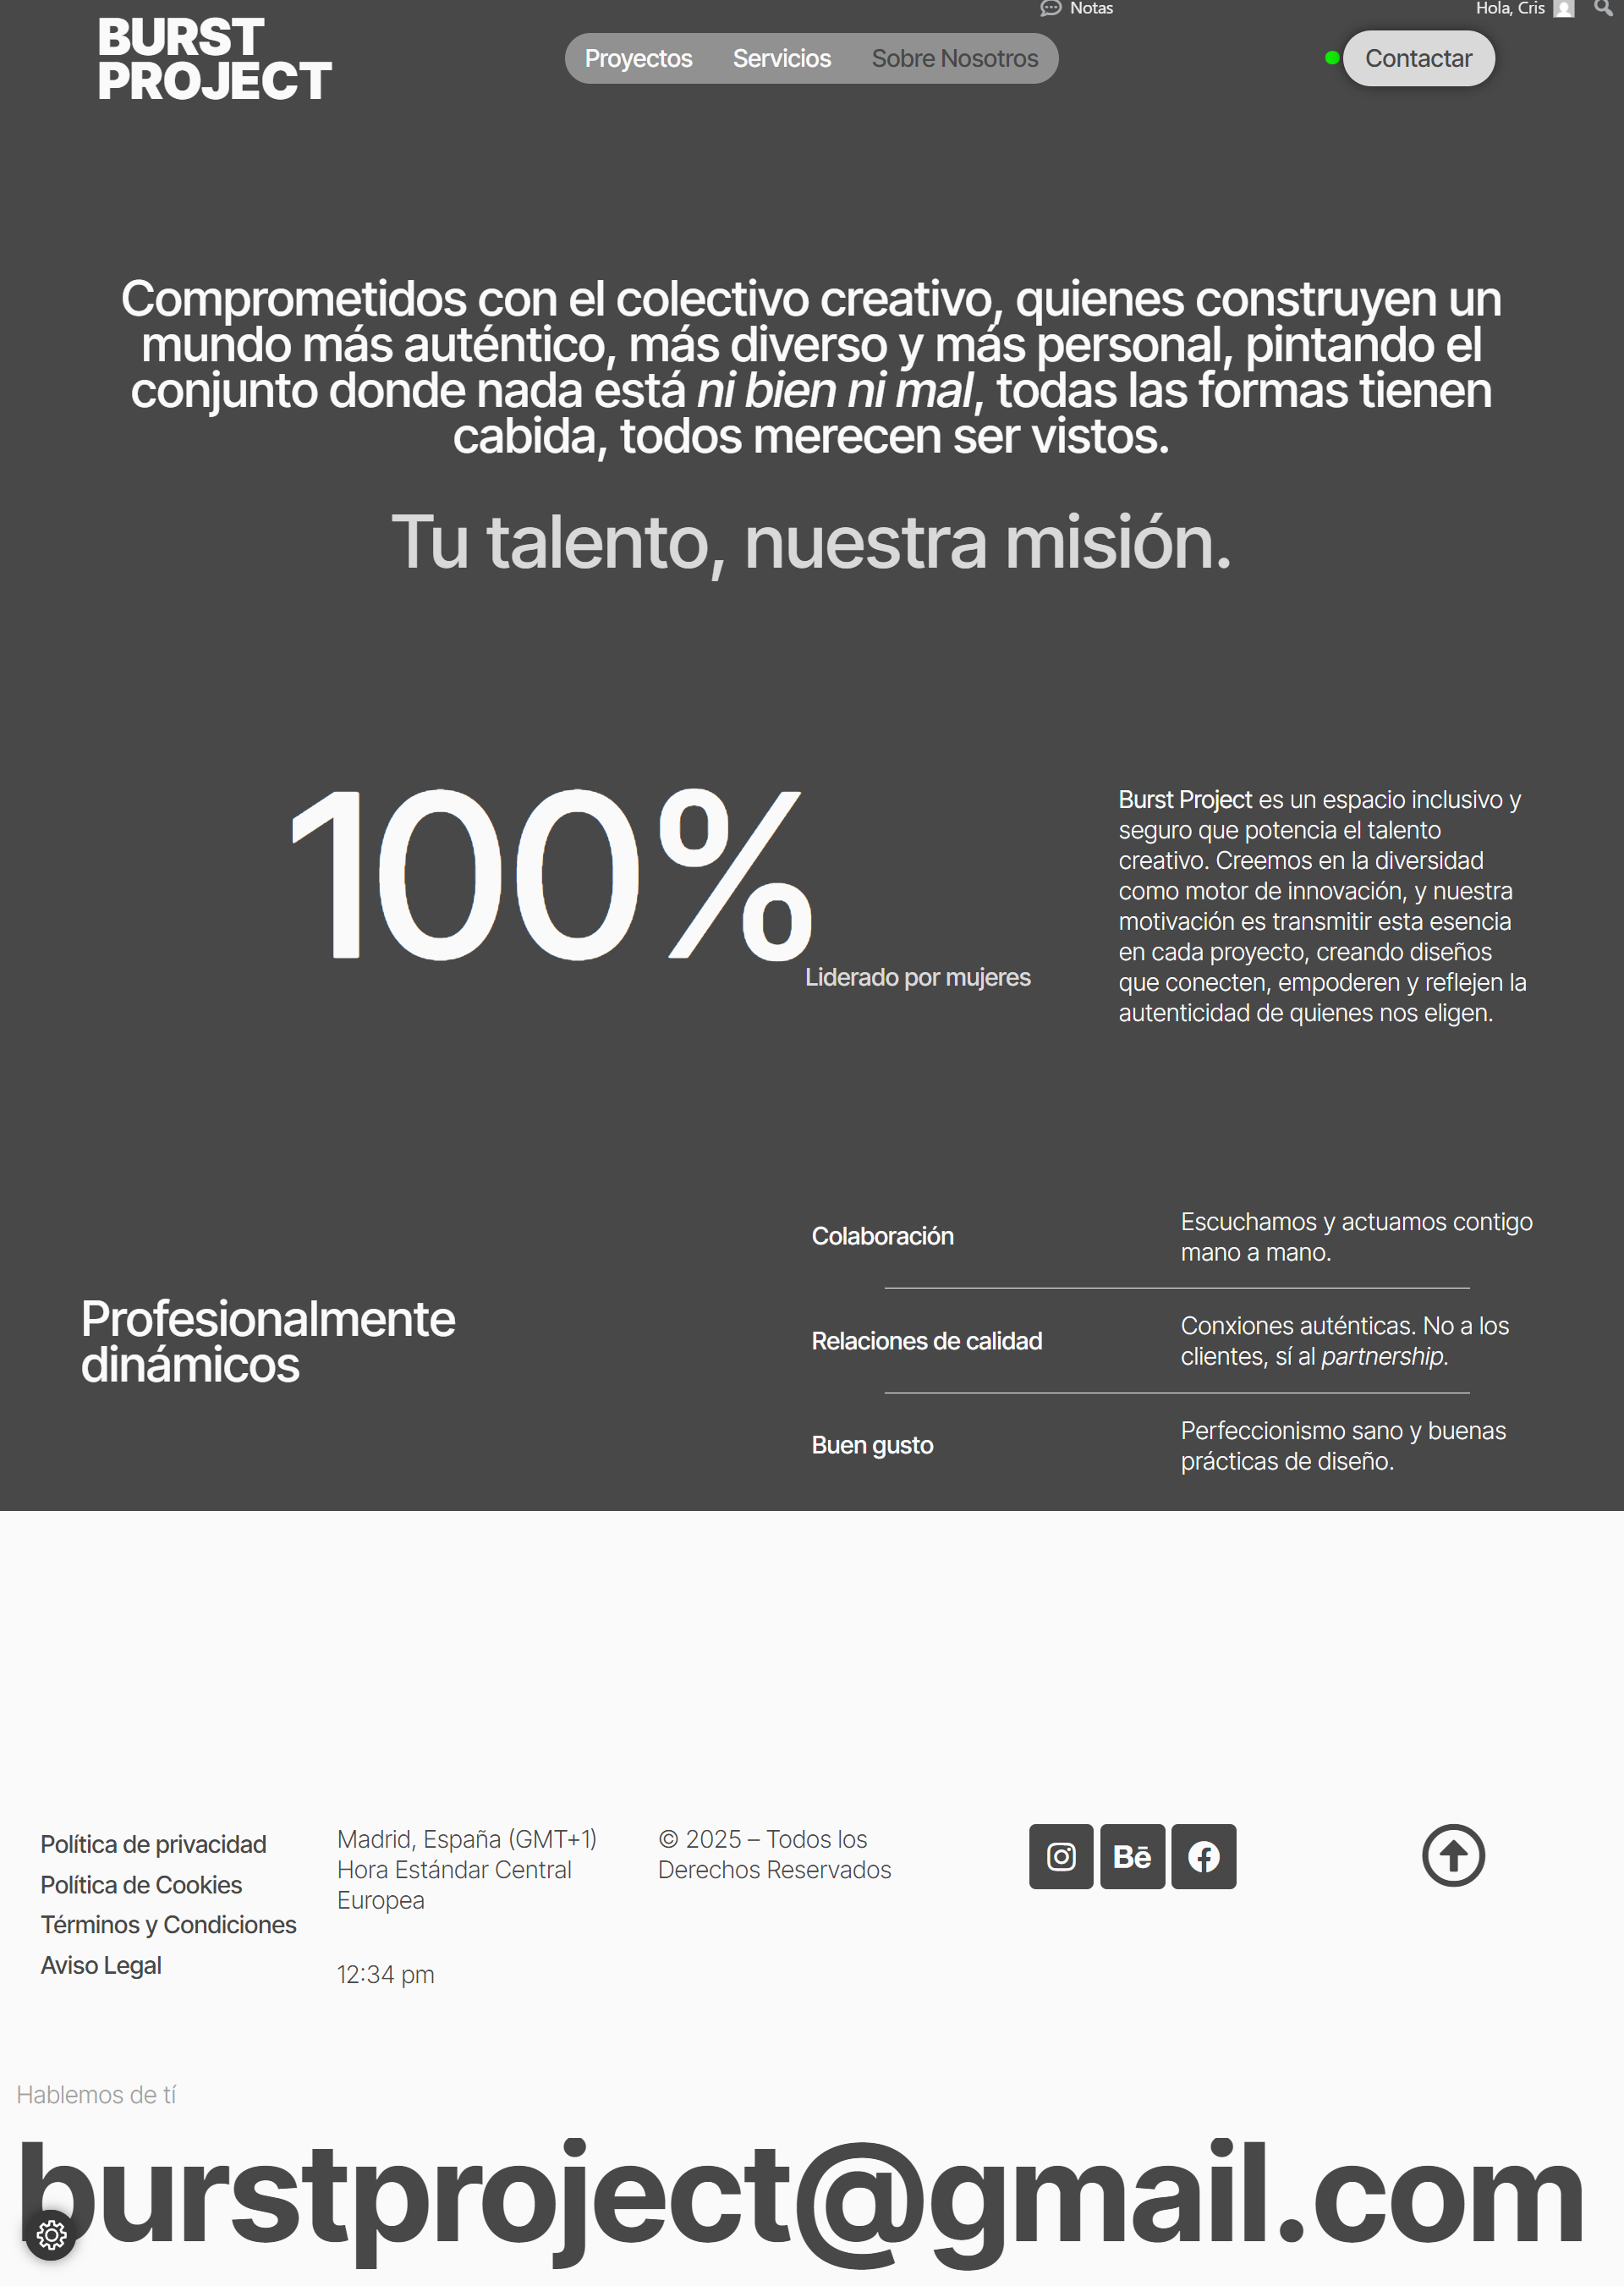 Notas
Hola, Cris
BURST
PROJECT
Proyectos Servicios Sobre Nosotros
Contactar
Comprometidos con el colectivo creativo, quienes construyen un
mundo más auténtico, más diverso y más personal, pintando el
conjunto donde nada está ni bien ni mal, todas las formas tienen
cabida, todos merecen ser vistos.
Tu talento, nuestra misión.
100%
Liderado por mujeres
Burst Project es un espacio inclusivo y
seguro que potencia el talento
creativo. Creemos en la diversidad
como motor de innovación, y nuestra
motivación es transmitir esta esencia
en cada proyecto, creando diseños
que conecten, empoderen y reflejen la
autenticidad de quienes nos eligen.
Profesionalmente
dinámicos
Colaboración
Escuchamos y actuamos contigo
mano a mano.
Relaciones de calidad
Conxiones auténticas. No a los
clientes, sí al partnership.
Buen gusto
Perfeccionismo sano y buenas
prácticas de diseño.
Política de privacidad
Política de Cookies
Términos y Condiciones
Aviso Legal
Madrid, España (GMT+1)
Hora Estándar Central
Europea
12:34 pm
© 2025 – Todos los
Derechos Reservados
Bē
Hablemos de tí
burstproject@gmail.com